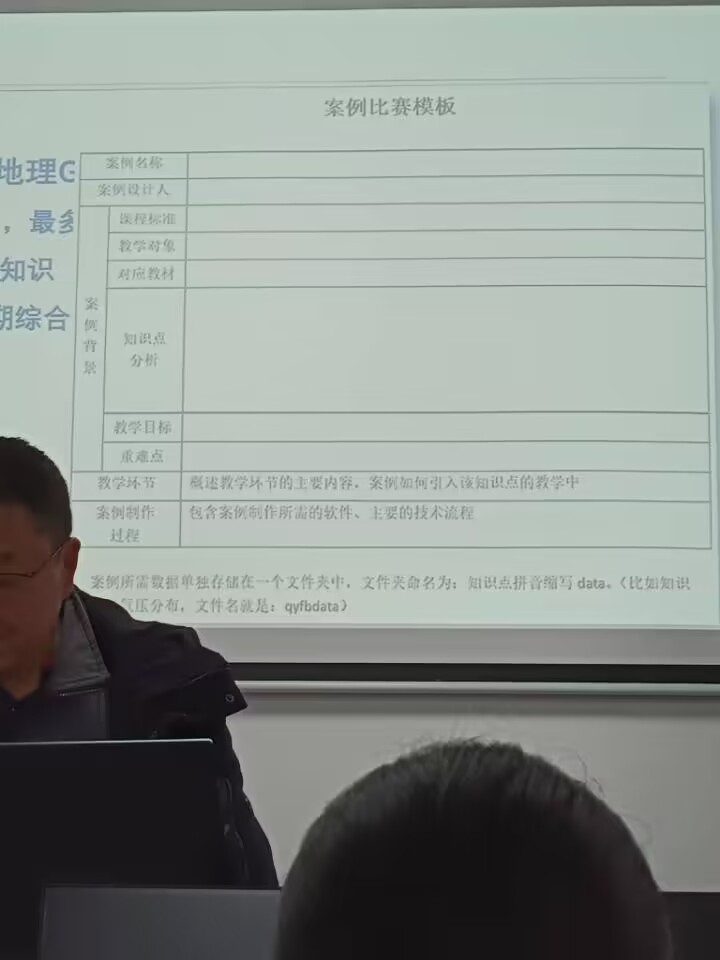 案例比赛模板
地理G
，最多
知识
期综合
案例名称
案例设计人
案例背景
课程标准
教学对象
对应教材
知识点
分析
教学目标
重难点
教学环节 概述教学环节的主要内容，案例如何引入该知识点的教学中
案例制作 包含案例制作所需的软件、主要的技术流程
过程
案例所需数据单独存储在一个文件夹中，文件夹命名为：知识点拼音缩写 data。（比如知识
气压分布，文件名就是：qyfbdata）